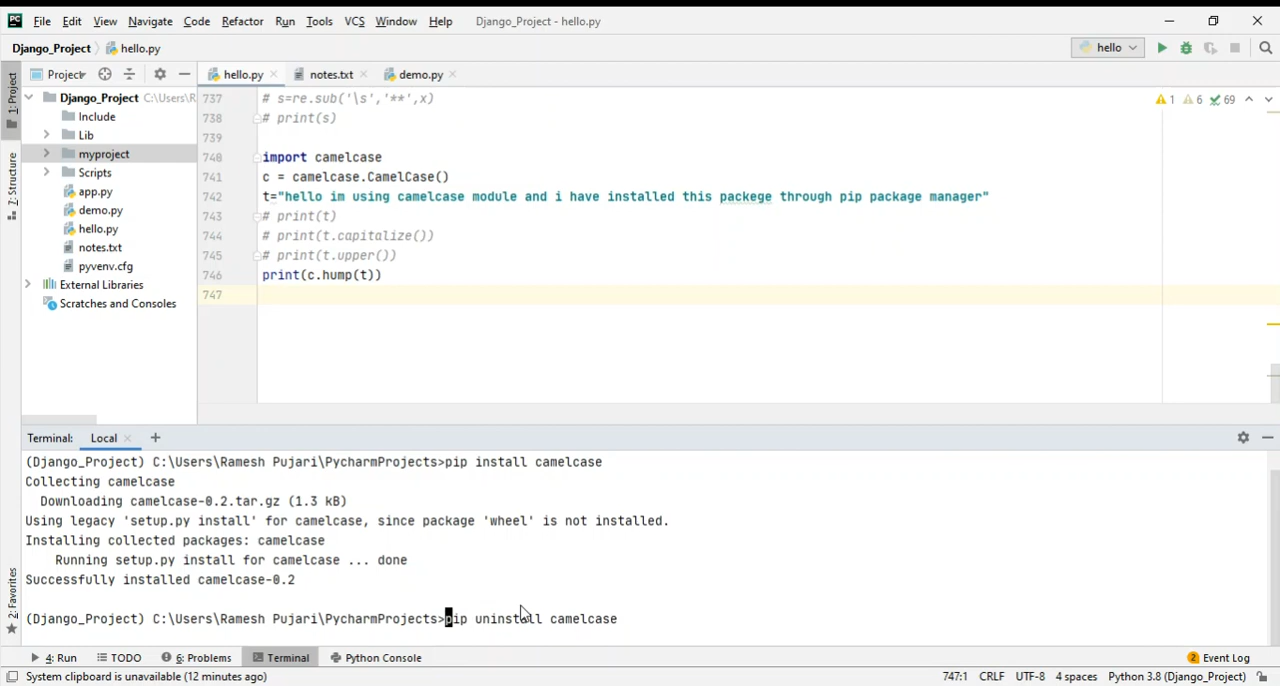 PC File Edit View Navigate Code Refactor Run Tools VCS Window Help Django_Project - hello.py
Django_Project hello.py hello
1: Project
Project hello.py notes.txt demo.py
Django_Project C:\Users\R
Include
Lib
myproject
Scripts
app.py
demo.py
hello.py
notes.txt
pyvenv.cfg
External Libraries
Scratches and Consoles
Z: Structure
737 # s=re.sub('\s','**',x)
738 # print(s)
739
740 import camelcase
741 c = camelcase.CamelCase()
742 t="hello im using camelcase module and i have installed this packege through pip package manager"
743 # print(t)
744 # print(t.capitalize())
745 # print(t.upper())
746 print(c.hump(t))
747
1 6 69
Terminal: Local +
(Django_Project) C:\Users\Ramesh Pujari\PycharmProjects>pip install camelcase
Collecting camelcase
Downloading camelcase-0.2.tar.gz (1.3 kB)
Using legacy 'setup.py install' for camelcase, since package 'wheel' is not installed.
Installing collected packages: camelcase
Running setup.py install for camelcase ... done
Successfully installed camelcase-0.2
(Django_Project) C:\Users\Ramesh Pujari\PycharmProjects>pip uninstall camelcase
2: Favorites
4: Run TODO 6: Problems Terminal Python Console 2 Event Log
System clipboard is unavailable (12 minutes ago) 747:1 CRLF UTF-8 4 spaces Python 3.8 (Django_Project)